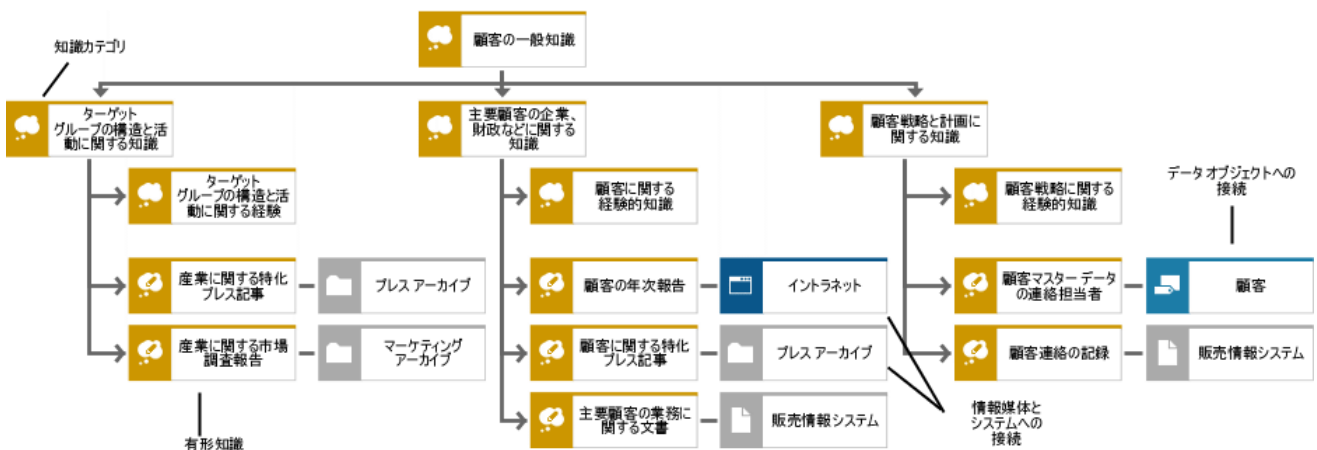 知識カテゴリ
顧客の一般知識
ターゲット
グループの構造と活
動に関する知識
主要顧客の企業、
財政などに関する
知識
顧客戦略と計画に
関する知識
ターゲット
グループの構造と活
動に関する経験
顧客に関する
経験的知識
顧客戦略に関する
経験的知識
データ オブジェクトへの
接続
産業に関する特化
プレス記事
プレス アーカイブ
顧客の年次報告
イントラネット
顧客マスター データ
の連絡担当者
顧客
産業に関する市場
調査報告
マーケティング
アーカイブ
顧客に関する特化
プレス記事
プレス アーカイブ
顧客連絡の記録
販売情報システム
主要顧客の業務に
関する文書
販売情報システム
情報媒体と
システムへの
接続
有形知識